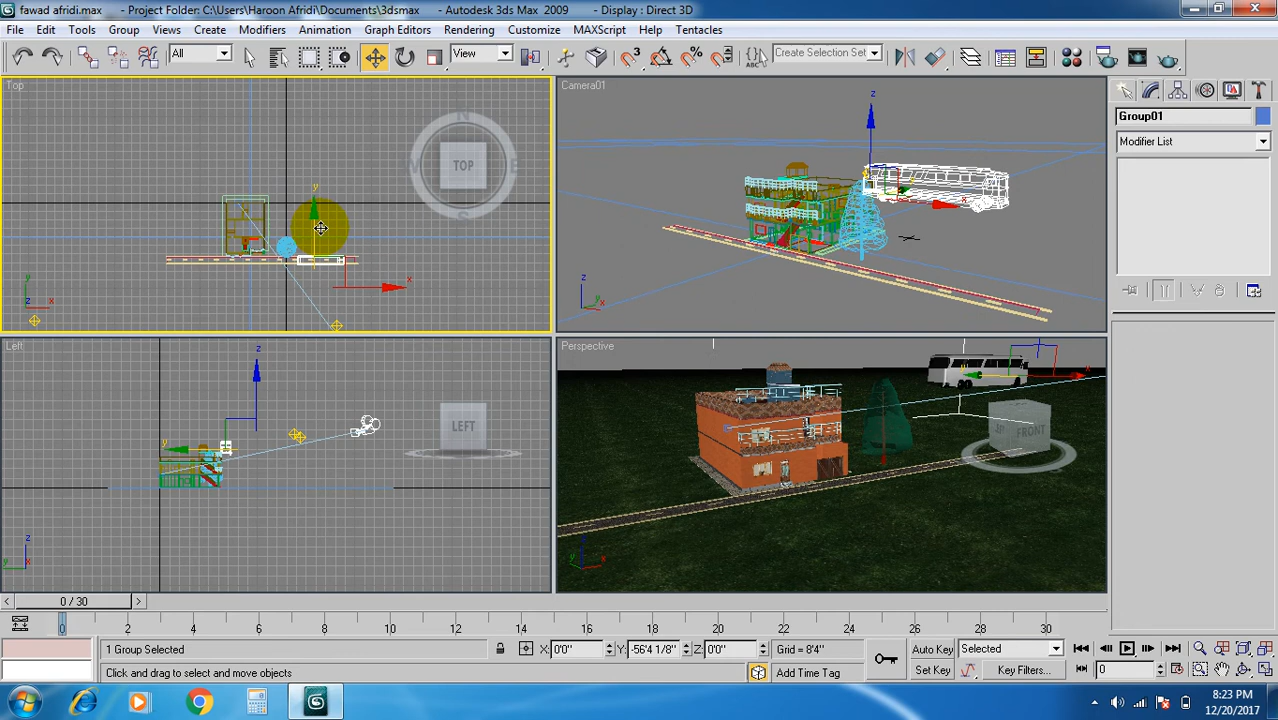 fawad afridi.max - Project Folder: C:\Users\Haroon Afridi\Documents\3dsmax - Autodesk 3ds Max 2009 - Display : Direct 3D
File Edit Tools Group Views Create Modifiers Animation Graph Editors Rendering Customize MAXScript Help Tentacles
All View Create Selection Set
Top
N
TOP
S
y
x
y
z x
Camera01
z
z
x
Group01
Modifier List
Left
z
y
LEFT
z
y x
Perspective
FRONT
z
y x
0 / 30
0 2 4 6 8 10 12 14 16 18 20 22 24 26 28 30
1 Group Selected X: 0'0" Y: -56'4 1/8" Z: 0'0" Grid = 8'4" Auto Key Selected
Click and drag to select and move objects Add Time Tag Set Key Key Filters... 0
8:23 PM
12/20/2017